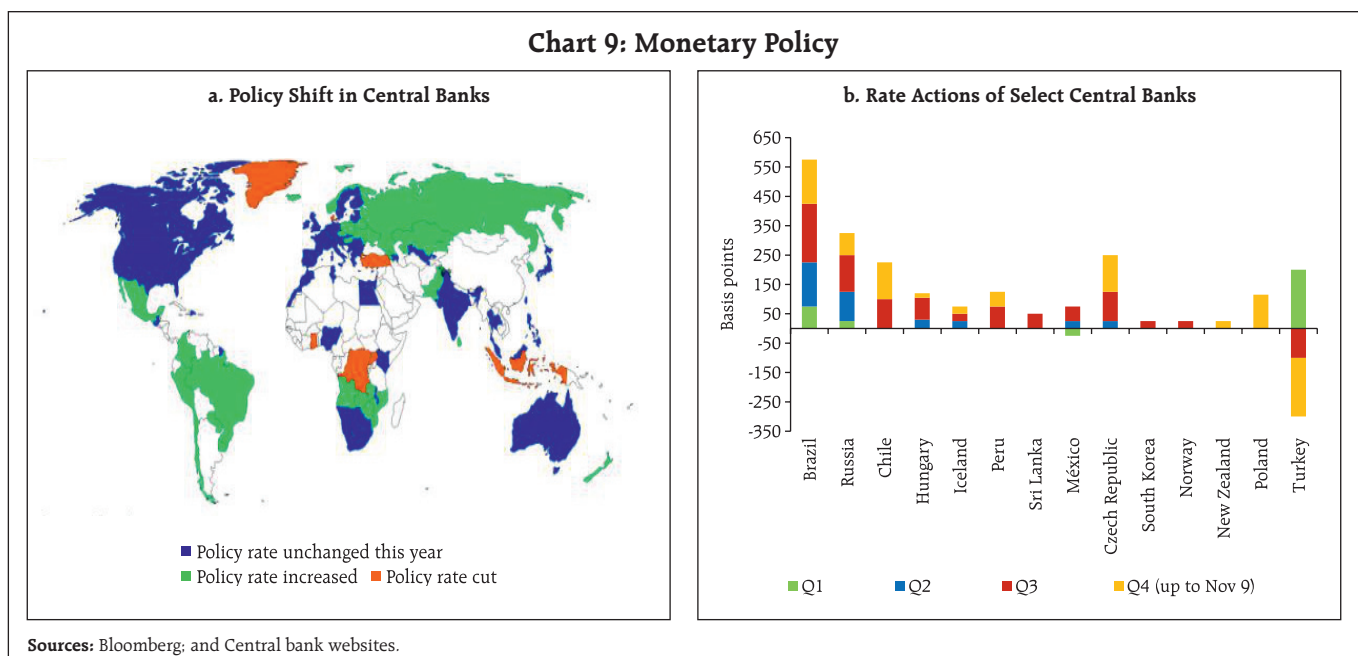 Chart 9: Monetary Policy
a. Policy Shift in Central Banks
Policy rate unchanged this year
Policy rate increased
Policy rate cut
b. Rate Actions of Select Central Banks
Basis points
650
550
450
350
250
150
50
-50
-150
-250
-350
Brazil
Russia
Chile
Hungary
Iceland
Peru
Sri Lanka
México
Czech Republic
South Korea
Norway
New Zealand
Poland
Turkey
Q1
Q2
Q3
Q4 (up to Nov 9)
Sources: Bloomberg; and Central bank websites.